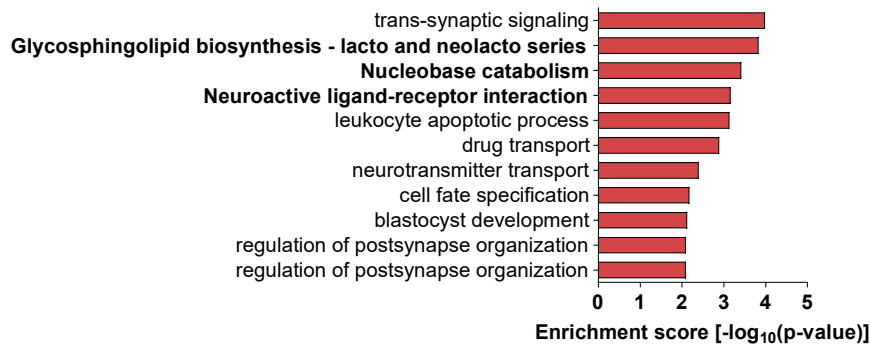 trans-synaptic signaling
Glycosphingolipid biosynthesis - lacto and neolacto series
Nucleobase catabolism
Neuroactive ligand-receptor interaction
leukocyte apoptotic process
drug transport
neurotransmitter transport
cell fate specification
blastocyst development
regulation of postsynapse organization
regulation of postsynapse organization
0 1 2 3 4 5
Enrichment score [-log₁₀(p-value)]